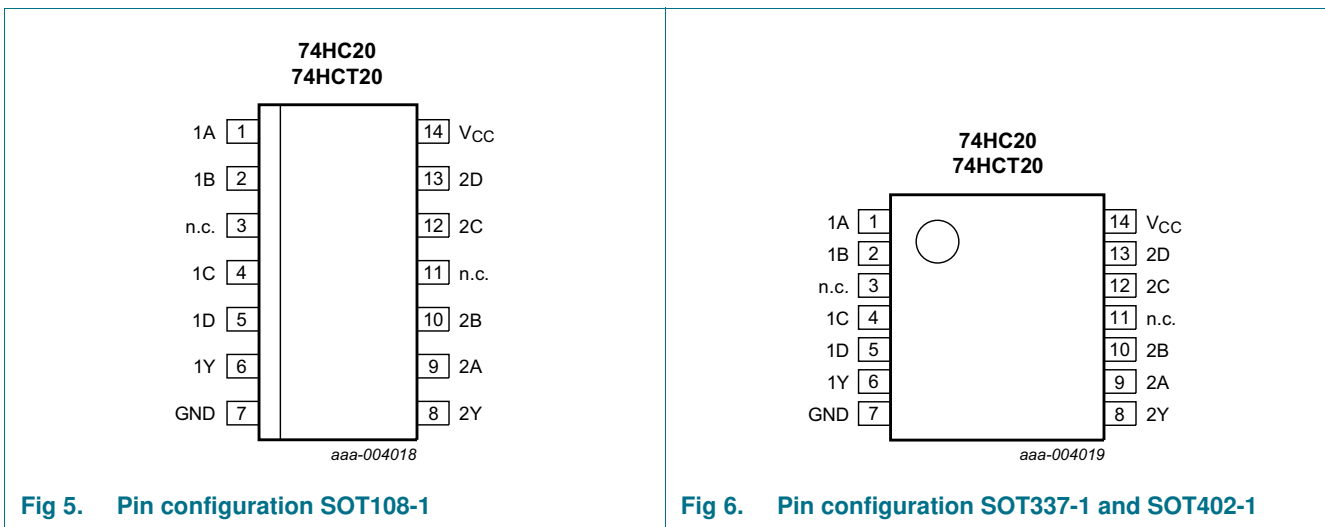 74HC20
74HCT20
1A 1 14 VCC
1B 2 13 2D
n.c. 3 12 2C
1C 4 11 n.c.
1D 5 10 2B
1Y 6 9 2A
GND 7 8 2Y
aaa-004018
Fig 5. Pin configuration SOT108-1
74HC20
74HCT20
1A 1 14 VCC
1B 2 13 2D
n.c. 3 12 2C
1C 4 11 n.c.
1D 5 10 2B
1Y 6 9 2A
GND 7 8 2Y
aaa-004019
Fig 6. Pin configuration SOT337-1 and SOT402-1